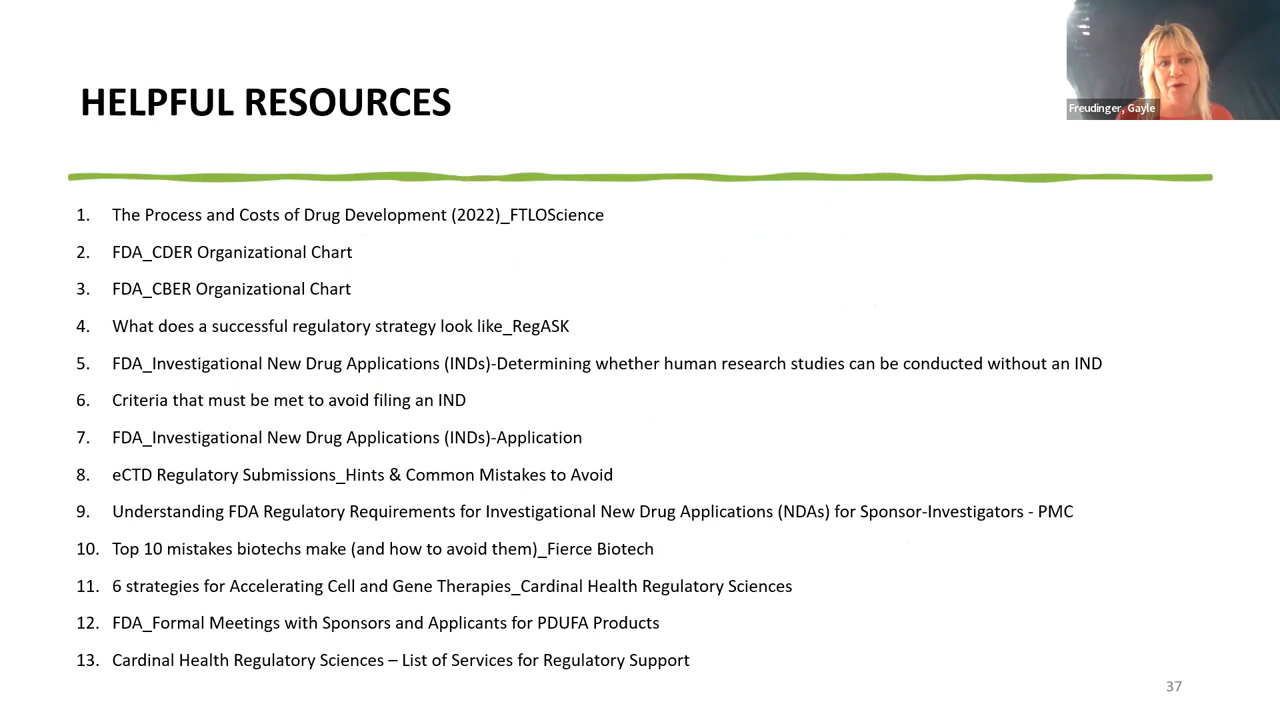 HELPFUL RESOURCES
Freudinger, Gayle
1. The Process and Costs of Drug Development (2022)_FTLOScience
2. FDA_CDER Organizational Chart
3. FDA_CBER Organizational Chart
4. What does a successful regulatory strategy look like_RegASK
5. FDA_Investigational New Drug Applications (INDs)-Determining whether human research studies can be conducted without an IND
6. Criteria that must be met to avoid filing an IND
7. FDA_Investigational New Drug Applications (INDs)-Application
8. eCTD Regulatory Submissions_Hints & Common Mistakes to Avoid
9. Understanding FDA Regulatory Requirements for Investigational New Drug Applications (NDAs) for Sponsor-Investigators - PMC
10. Top 10 mistakes biotechs make (and how to avoid them)_Fierce Biotech
11. 6 strategies for Accelerating Cell and Gene Therapies_Cardinal Health Regulatory Sciences
12. FDA_Formal Meetings with Sponsors and Applicants for PDUFA Products
13. Cardinal Health Regulatory Sciences – List of Services for Regulatory Support
37